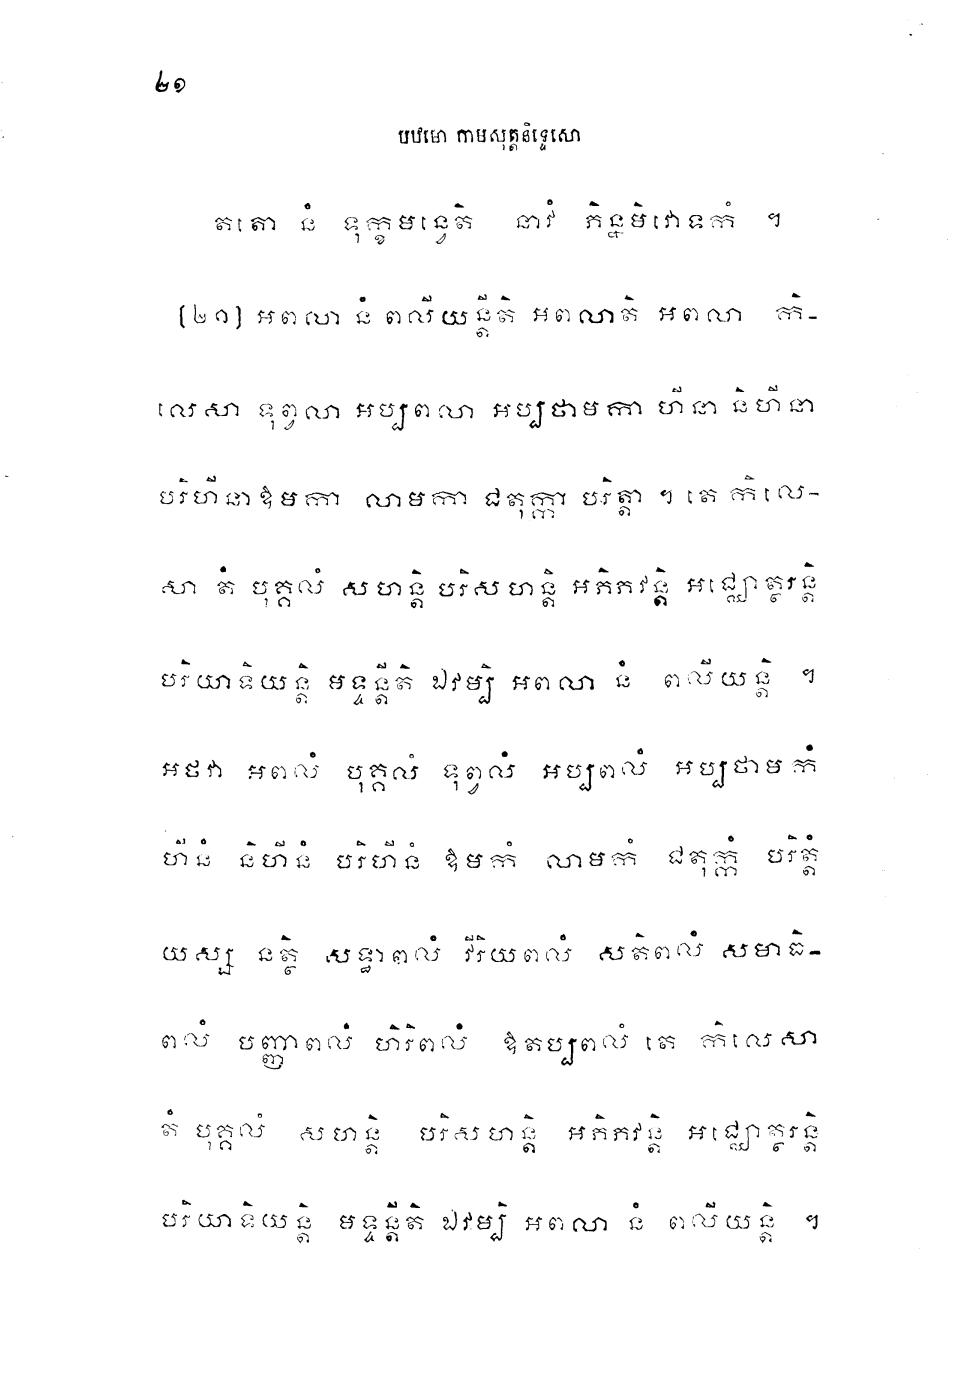 ២១
បឋមោ កាមសុត្តនិទ្ទេសោ
តតោ នំ ទុក្ខមន្វេតិ នាវំ ភិន្នមិវោទកំ ។
[២១] អពលា នំ ពលីយន្តីតិ អពលាតិ អពលា កិ-
លេសា ទុព្វលា អប្បពលា អប្បថាមកា ហីនា និហីនា
បរិហីនា ឱមកា លាមកា ជតុក្កា បរិត្តា ។ តេ កិលេ-
សា តំ បុគ្គលំ សហន្តិ បរិសហន្តិ អភិភវន្តិ អជ្ឈោត្ថរន្តិ
បរិយាទិយន្តិ មទ្ទន្តីតិ ឯវម្បិ អពលា នំ ពលីយន្តិ ។
អថវា អពលំ បុគ្គលំ ទុព្វលំ អប្បពលំ អប្បថាមកំ
ហីនំ និហីនំ បរិហីនំ ឱមកំ លាមកំ ជតុក្កំ បរិត្តំ
យស្ស នត្ថិ សទ្ធាពលំ វីរិយពលំ សតិពលំ សមាធិ-
ពលំ បញ្ញាពលំ ហិរិពលំ ឱតប្បពលំ តេ កិលេសា
តំ បុគ្គលំ សហន្តិ បរិសហន្តិ អភិភវន្តិ អជ្ឈោត្ថរន្តិ
បរិយាទិយន្តិ មទ្ទន្តីតិ ឯវម្បិ អពលា នំ ពលីយន្តិ ។